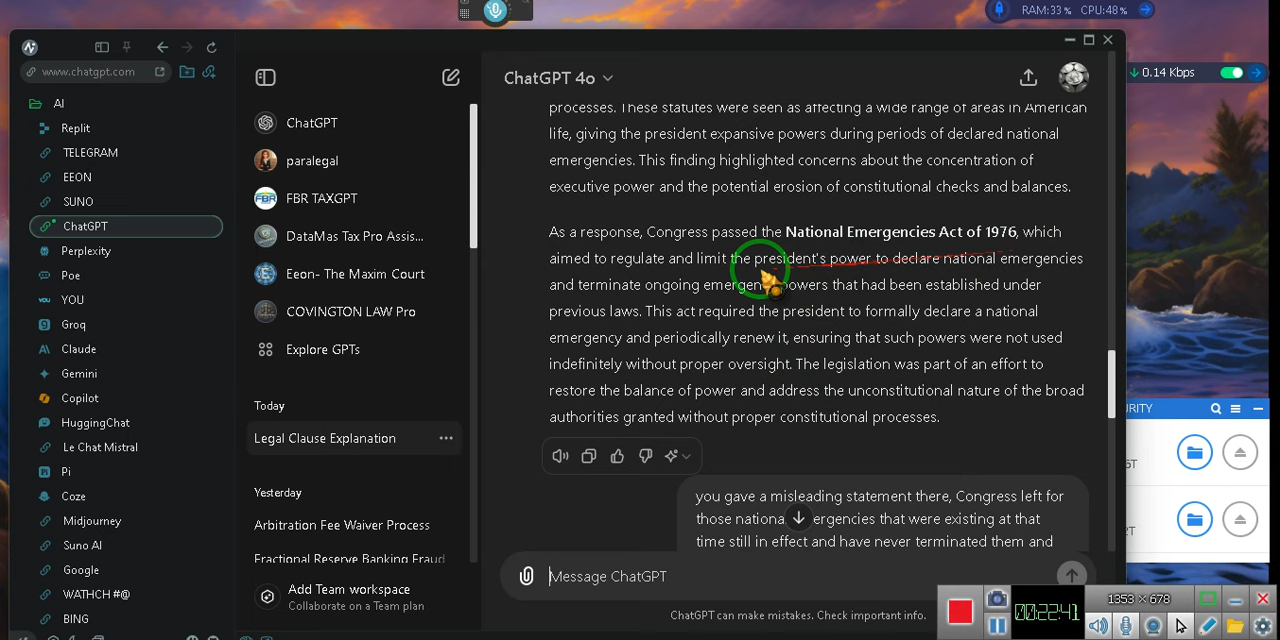 RAM:33 % CPU:48%
www.chatgpt.com
AI
Replit
TELEGRAM
EEON
SUNO
ChatGPT
Perplexity
Poe
YOU
Groq
Claude
Gemini
Copilot
HuggingChat
Le Chat Mistral
Pi
Coze
Midjourney
Suno AI
Google
WATHCH #@
BING
ChatGPT
paralegal
FBR TAXGPT
DataMas Tax Pro Assis...
Eeon- The Maxim Court
COVINGTON LAW Pro
Explore GPTs
Today
Legal Clause Explanation
Yesterday
Arbitration Fee Waiver Process
Fractional Reserve Banking Fraud
Add Team workspace
Collaborate on a Team plan
ChatGPT 4o
processes. These statutes were seen as affecting a wide range of areas in American
life, giving the president expansive powers during periods of declared national
emergencies. This finding highlighted concerns about the concentration of
executive power and the potential erosion of constitutional checks and balances.
As a response, Congress passed the National Emergencies Act of 1976, which
aimed to regulate and limit the president's power to declare national emergencies
and terminate ongoing emergency powers that had been established under
previous laws. This act required the president to formally declare a national
emergency and periodically renew it, ensuring that such powers were not used
indefinitely without proper oversight. The legislation was part of an effort to
restore the balance of power and address the unconstitutional nature of the broad
authorities granted without proper constitutional processes.
you gave a misleading statement there, Congress left for
those national emergencies that were existing at that
time still in effect and have never terminated them and
Message ChatGPT
ChatGPT can make mistakes. Check important info.
0.14 Kbps
1353 × 678
00:22:41